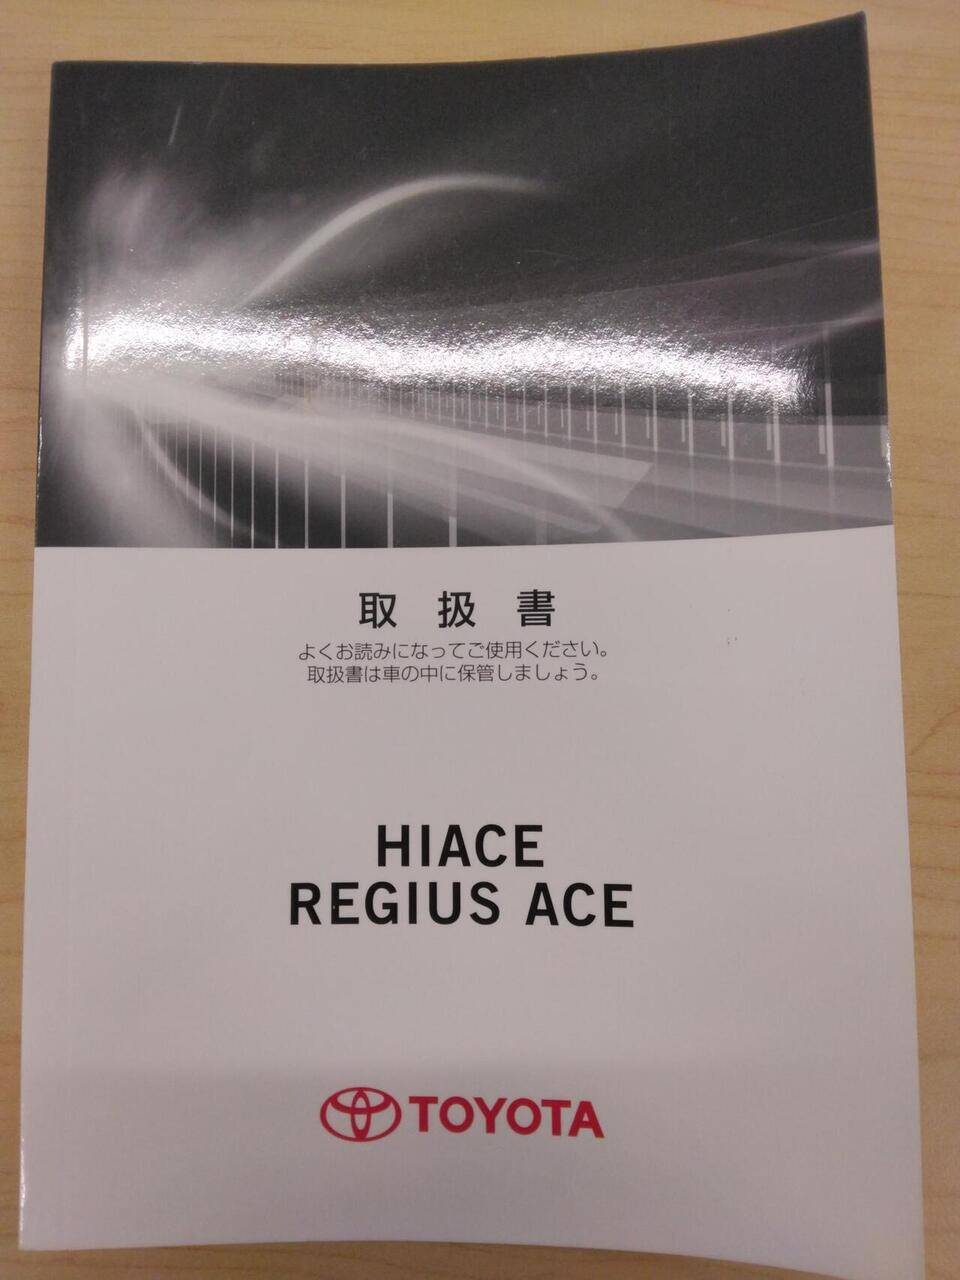 取扱書
よくお読みになってご使用ください。
取扱書は車の中に保管しましょう。
HIACE
REGIUS ACE
TOYOTA